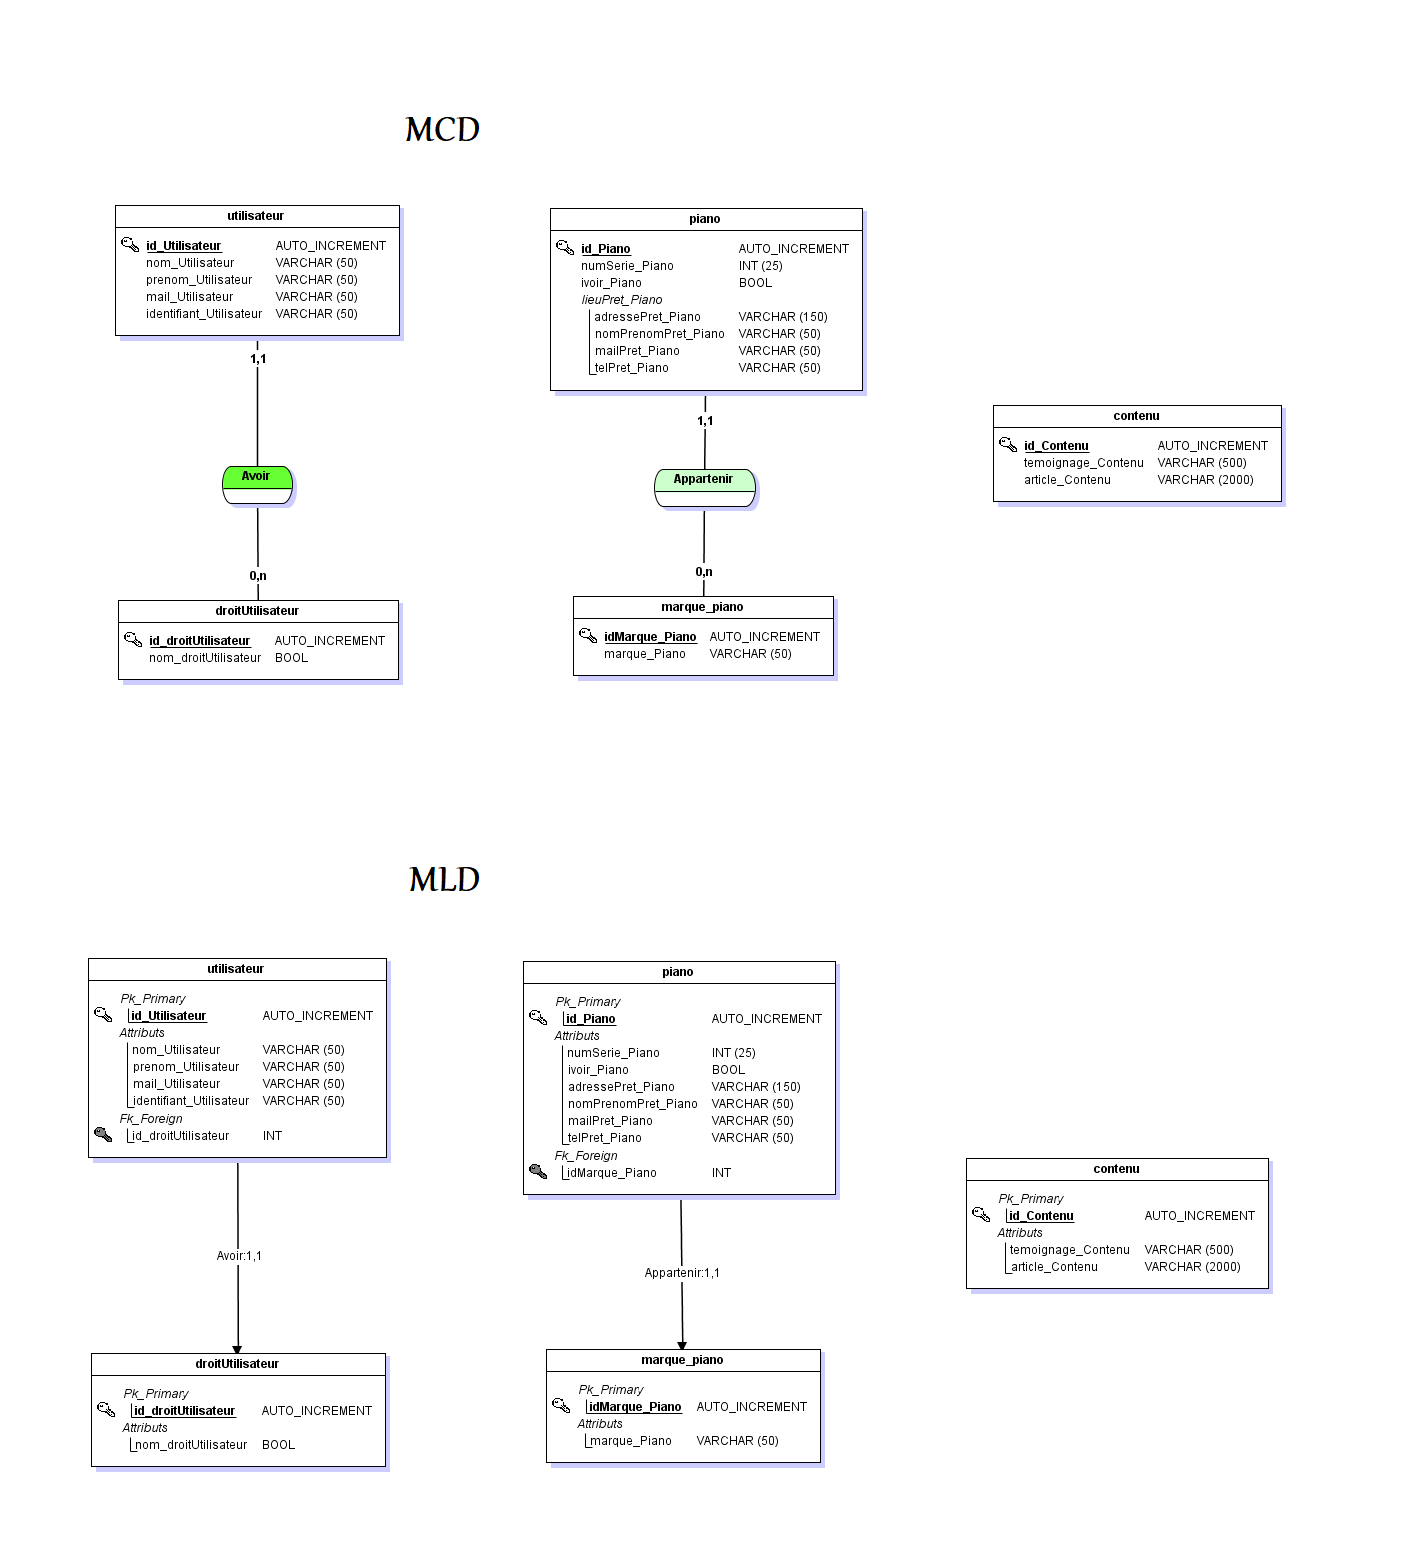 MCD
utilisateur
id_Utilisateur AUTO_INCREMENT
nom_Utilisateur VARCHAR (50)
prenom_Utilisateur VARCHAR (50)
mail_Utilisateur VARCHAR (50)
identifiant_Utilisateur VARCHAR (50)
1,1
Avoir
0,n
droitUtilisateur
id_droitUtilisateur AUTO_INCREMENT
nom_droitUtilisateur BOOL
piano
id_Piano AUTO_INCREMENT
numSerie_Piano INT (25)
ivoir_Piano BOOL
lieuPret_Piano
adressePret_Piano VARCHAR (150)
nomPrenomPret_Piano VARCHAR (50)
mailPret_Piano VARCHAR (50)
telPret_Piano VARCHAR (50)
1,1
Appartenir
0,n
marque_piano
idMarque_Piano AUTO_INCREMENT
marque_Piano VARCHAR (50)
contenu
id_Contenu AUTO_INCREMENT
temoignage_Contenu VARCHAR (500)
article_Contenu VARCHAR (2000)
MLD
utilisateur
Pk_Primary
id_Utilisateur AUTO_INCREMENT
Attributs
nom_Utilisateur VARCHAR (50)
prenom_Utilisateur VARCHAR (50)
mail_Utilisateur VARCHAR (50)
identifiant_Utilisateur VARCHAR (50)
Fk_Foreign
id_droitUtilisateur INT
Avoir:1,1
droitUtilisateur
Pk_Primary
id_droitUtilisateur AUTO_INCREMENT
Attributs
nom_droitUtilisateur BOOL
piano
Pk_Primary
id_Piano AUTO_INCREMENT
Attributs
numSerie_Piano INT (25)
ivoir_Piano BOOL
adressePret_Piano VARCHAR (150)
nomPrenomPret_Piano VARCHAR (50)
mailPret_Piano VARCHAR (50)
telPret_Piano VARCHAR (50)
Fk_Foreign
idMarque_Piano INT
Appartenir:1,1
marque_piano
Pk_Primary
idMarque_Piano AUTO_INCREMENT
Attributs
marque_Piano VARCHAR (50)
contenu
Pk_Primary
id_Contenu AUTO_INCREMENT
Attributs
temoignage_Contenu VARCHAR (500)
article_Contenu VARCHAR (2000)